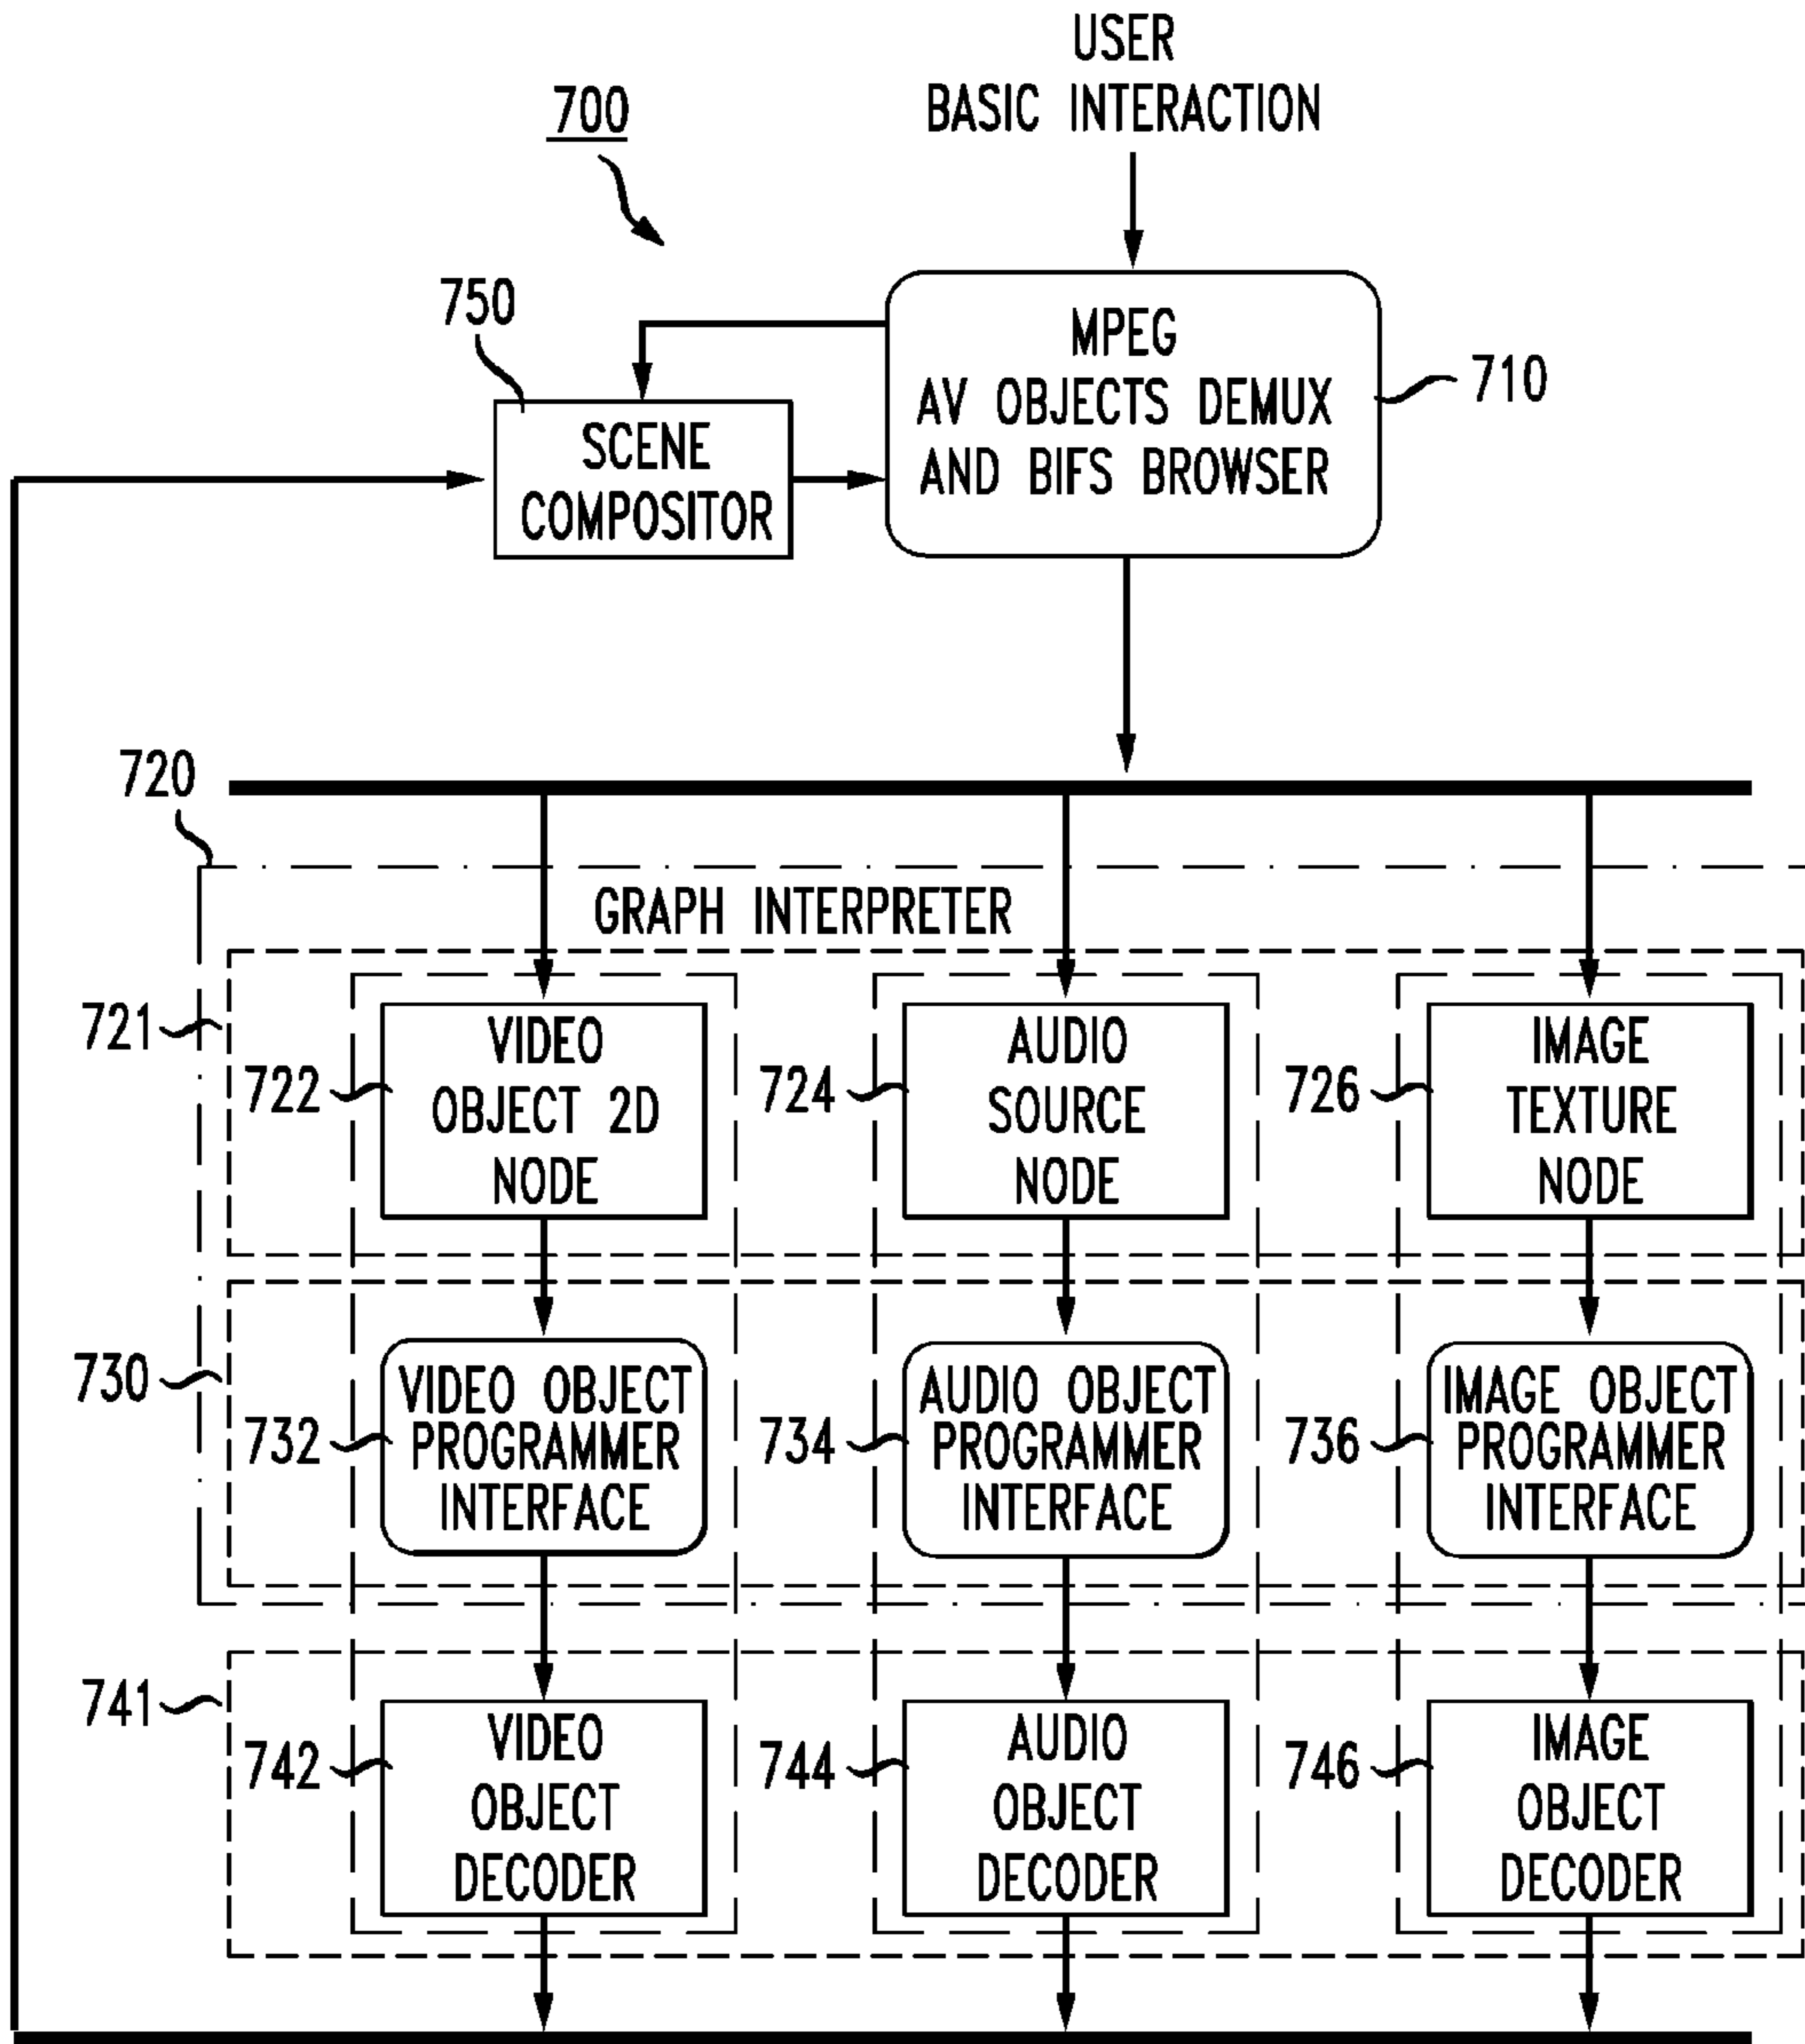 USER
BASIC INTERACTION
700
750
MPEG
AV OBJECTS DEMUX
AND BIFS BROWSER
710
SCENE
COMPOSITOR
720
GRAPH INTERPRETER
721
722
VIDEO
OBJECT 2D
NODE
724
AUDIO
SOURCE
NODE
726
IMAGE
TEXTURE
NODE
730
732
VIDEO OBJECT
PROGRAMMER
INTERFACE
734
AUDIO OBJECT
PROGRAMMER
INTERFACE
736
IMAGE OBJECT
PROGRAMMER
INTERFACE
741
742
VIDEO
OBJECT
DECODER
744
AUDIO
OBJECT
DECODER
746
IMAGE
OBJECT
DECODER